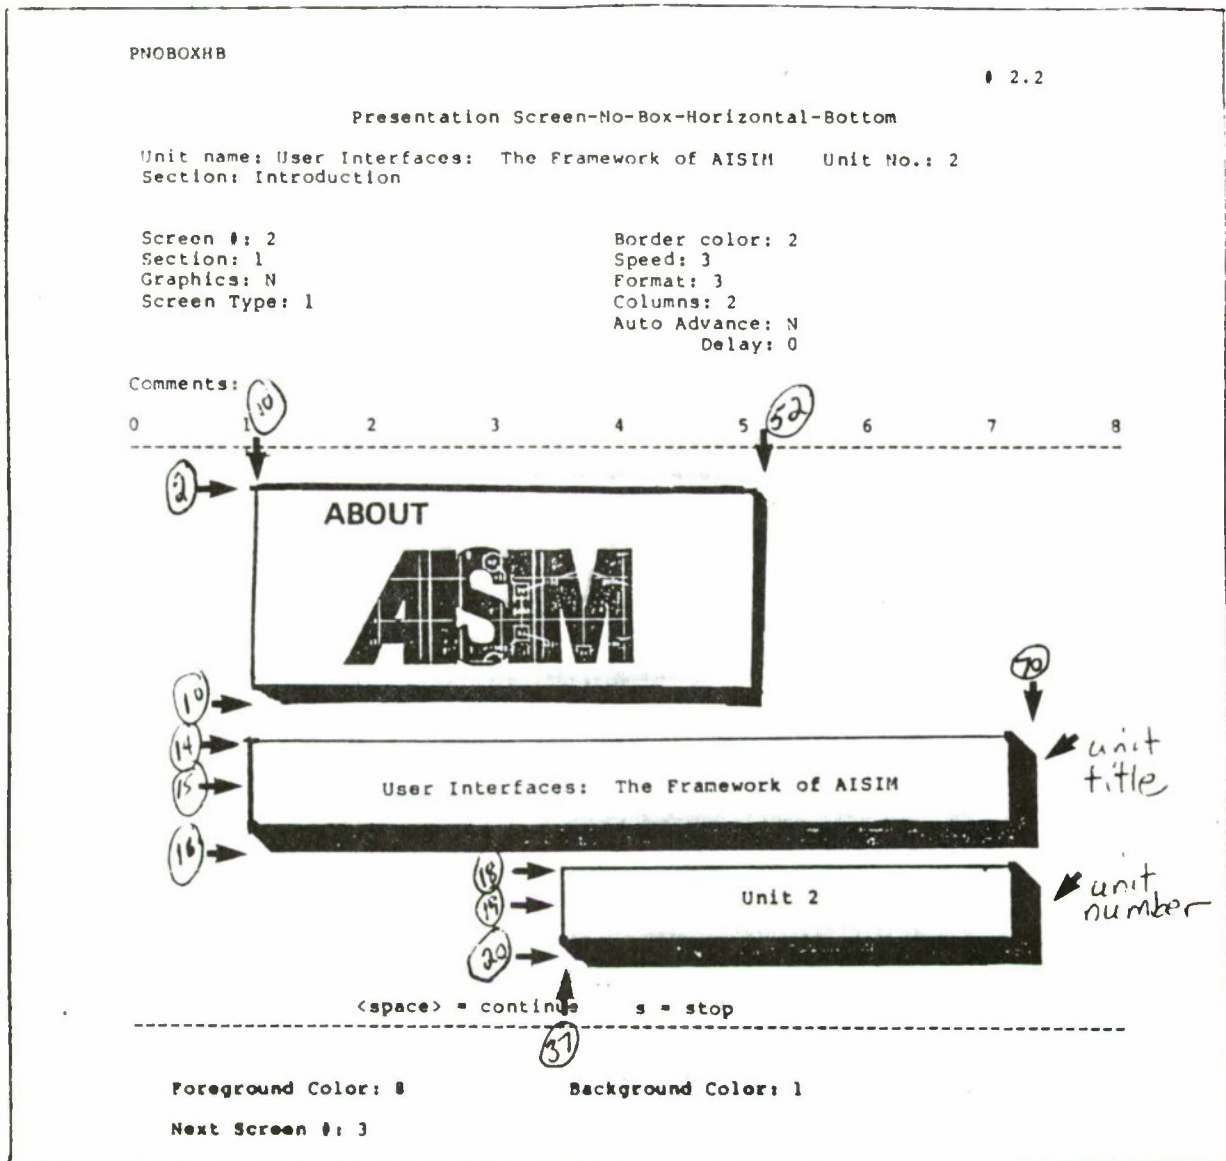 PNOBOXHB
# 2.2
Presentation Screen-No-Box-Horizontal-Bottom
Unit name: User Interfaces: The Framework of AISIM Unit No.: 2
Section: Introduction
Screen #: 2 Border color: 2
Section: 1 Speed: 3
Graphics: N Format: 3
Screen Type: 1 Columns: 2
Auto Advance: N
Delay: 0
Comments:
10 52
0 1 2 3 4 5 6 7 8
2
ABOUT
AISIM
10
70
14
unit
title
15
User Interfaces: The Framework of AISIM
16
18
Unit 2
19
unit
number
20
<space> = continue s = stop
37
Foreground Color: 8 Background Color: 1
Next Screen #: 3